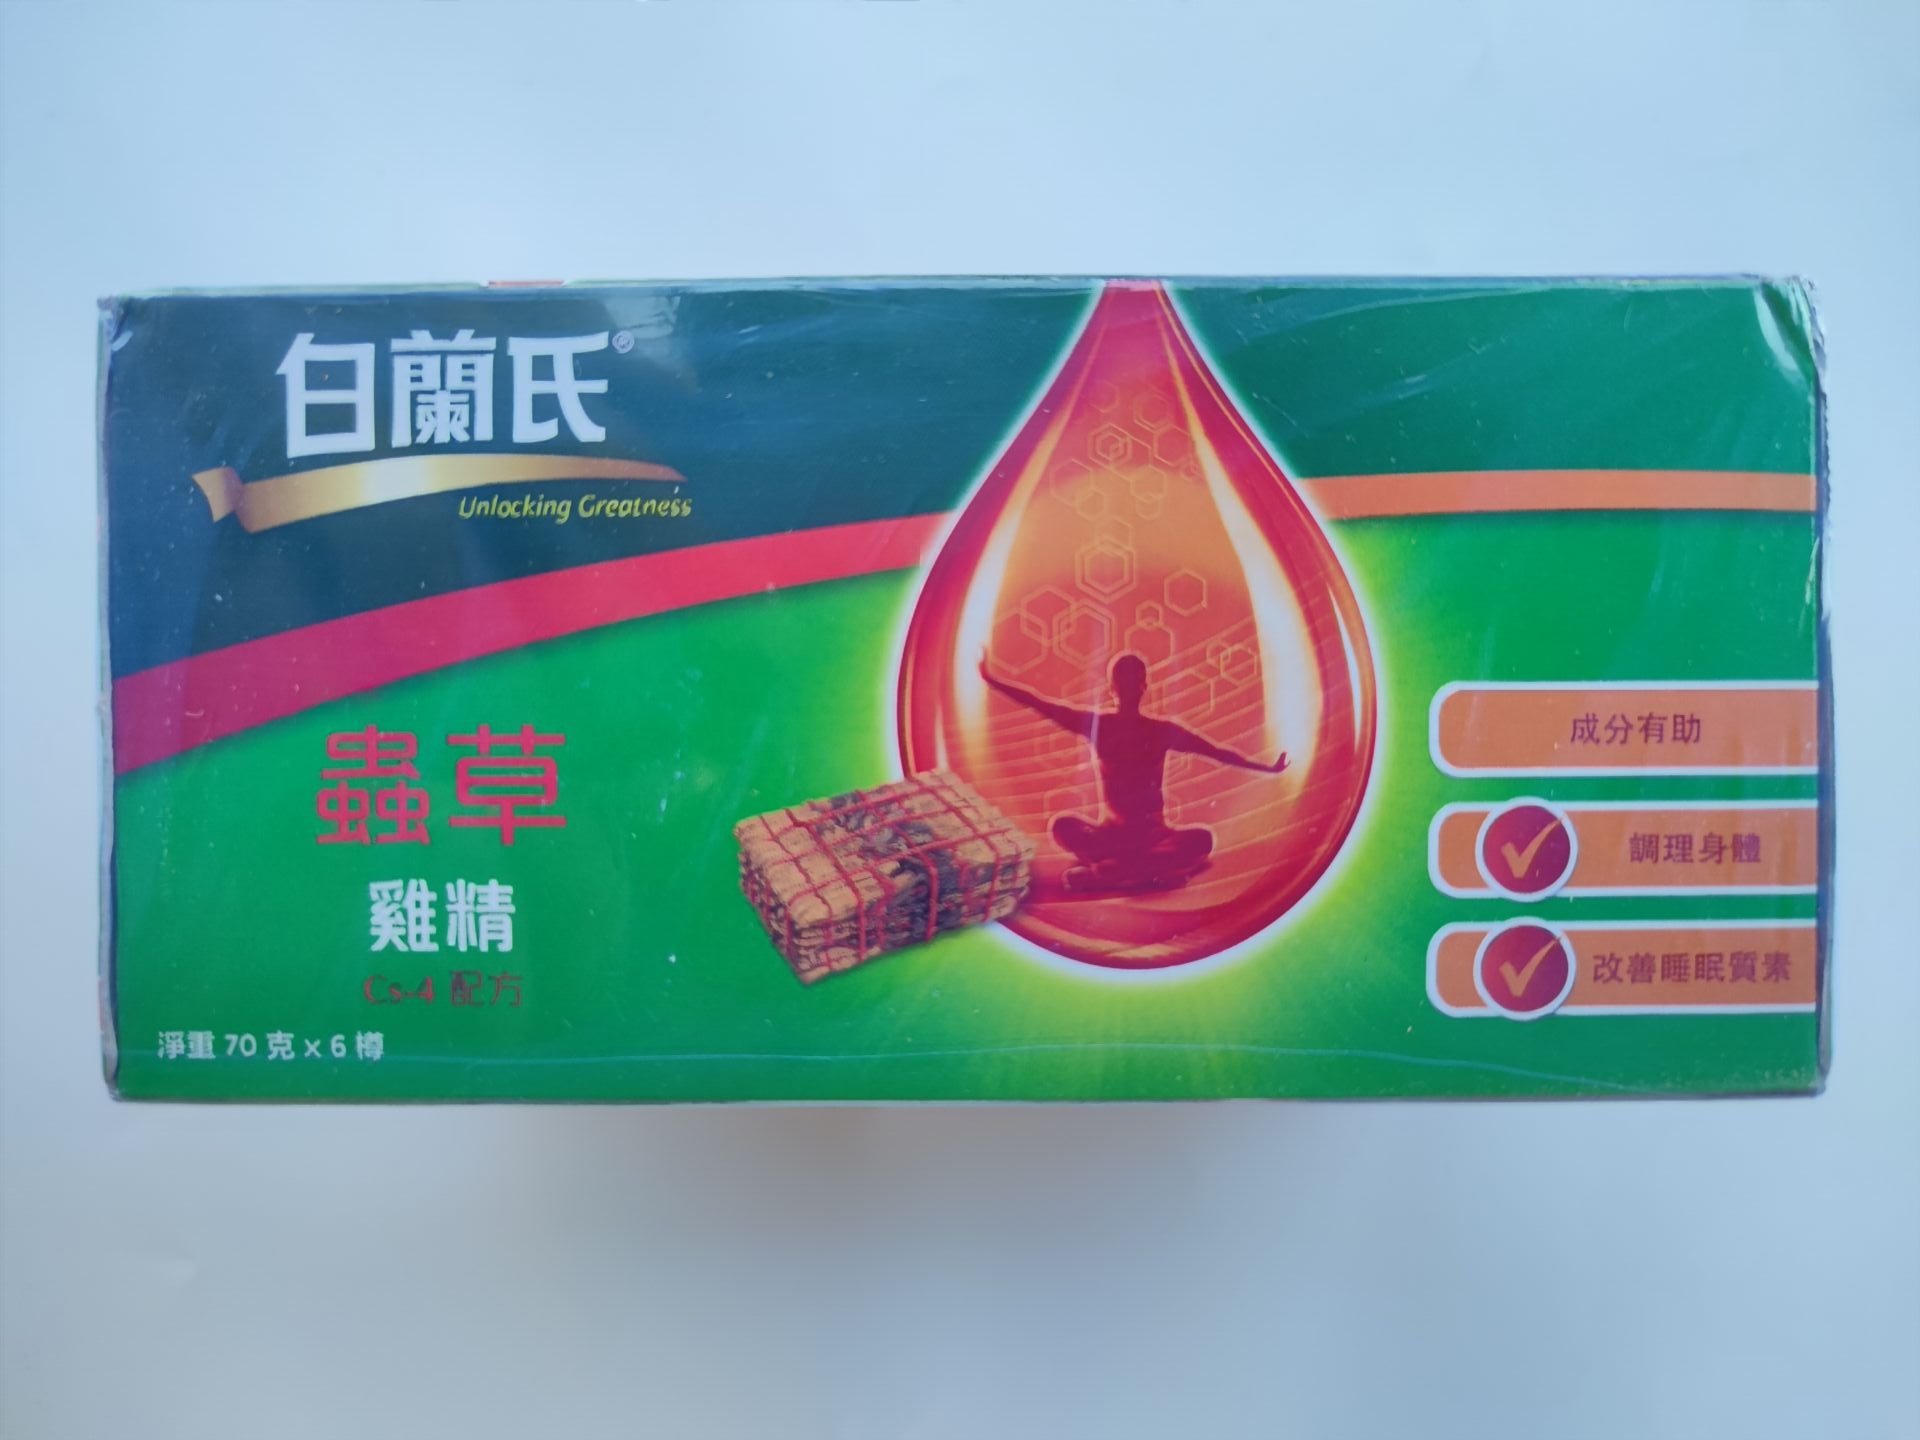 白蘭氏®
Unlocking Greatness
蟲草
雞精
Cs-4 配方
淨重 70 克 x 6 樽
成分有助
調理身體
改善睡眠質素